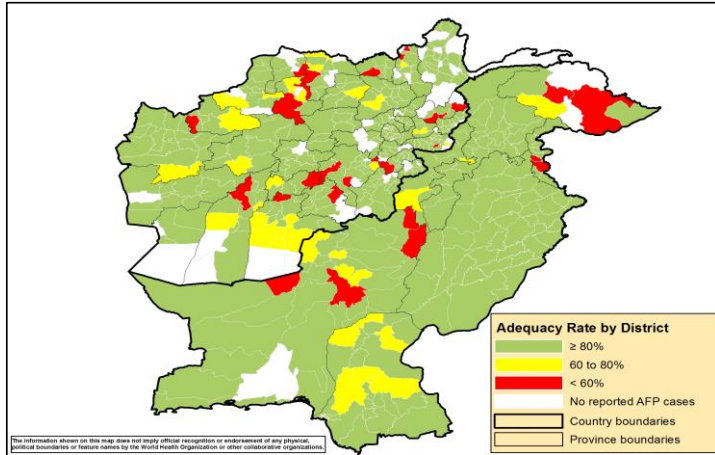 Adequacy Rate by District
≥ 80%
60 to 80%
< 60%
No reported AFP cases
Country boundaries
Province boundaries
The information shown on this map does not imply official recognition or endorsement of any physical,
political boundaries or feature names by the World Health Organization or other collaborative organizations.